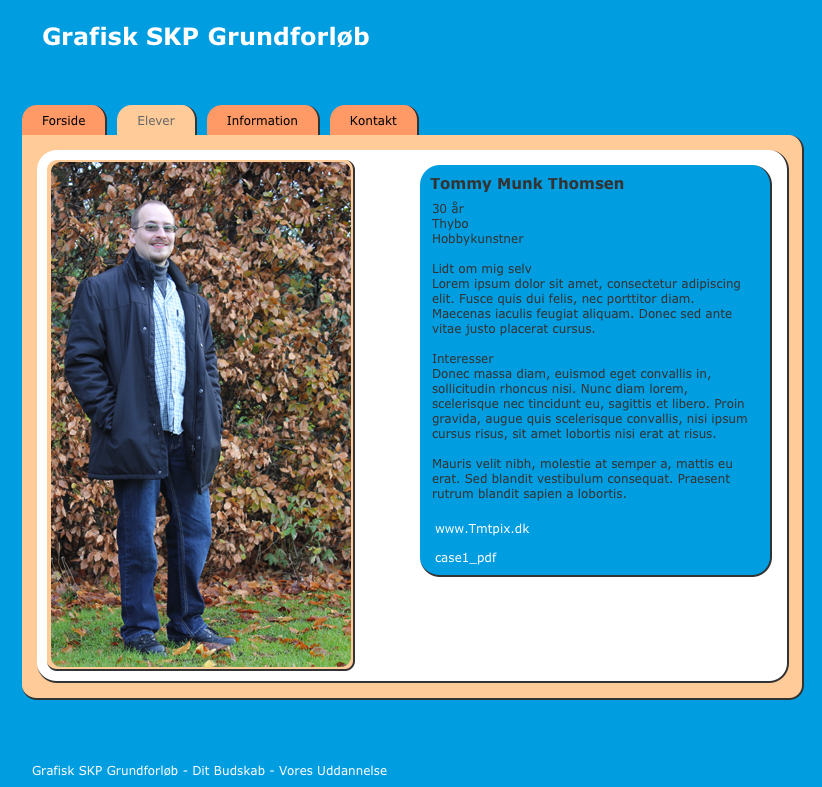 Grafisk SKP Grundforløb
Forside
Elever
Information
Kontakt
Tommy Munk Thomsen
30 år
Thybo
Hobbykunstner
Lidt om mig selv
Lorem ipsum dolor sit amet, consectetur adipiscing
elit. Fusce quis dui felis, nec porttitor diam.
Maecenas iaculis feugiat aliquam. Donec sed ante
vitae justo placerat cursus.
Interesser
Donec massa diam, euismod eget convallis in,
sollicitudin rhoncus nisi. Nunc diam lorem,
scelerisque nec tincidunt eu, sagittis et libero. Proin
gravida, augue quis scelerisque convallis, nisi ipsum
cursus risus, sit amet lobortis nisi erat at risus.
Mauris velit nibh, molestie at semper a, mattis eu
erat. Sed blandit vestibulum consequat. Praesent
rutrum blandit sapien a lobortis.
www.Tmtpix.dk
case1_pdf
Grafisk SKP Grundforløb - Dit Budskab - Vores Uddannelse